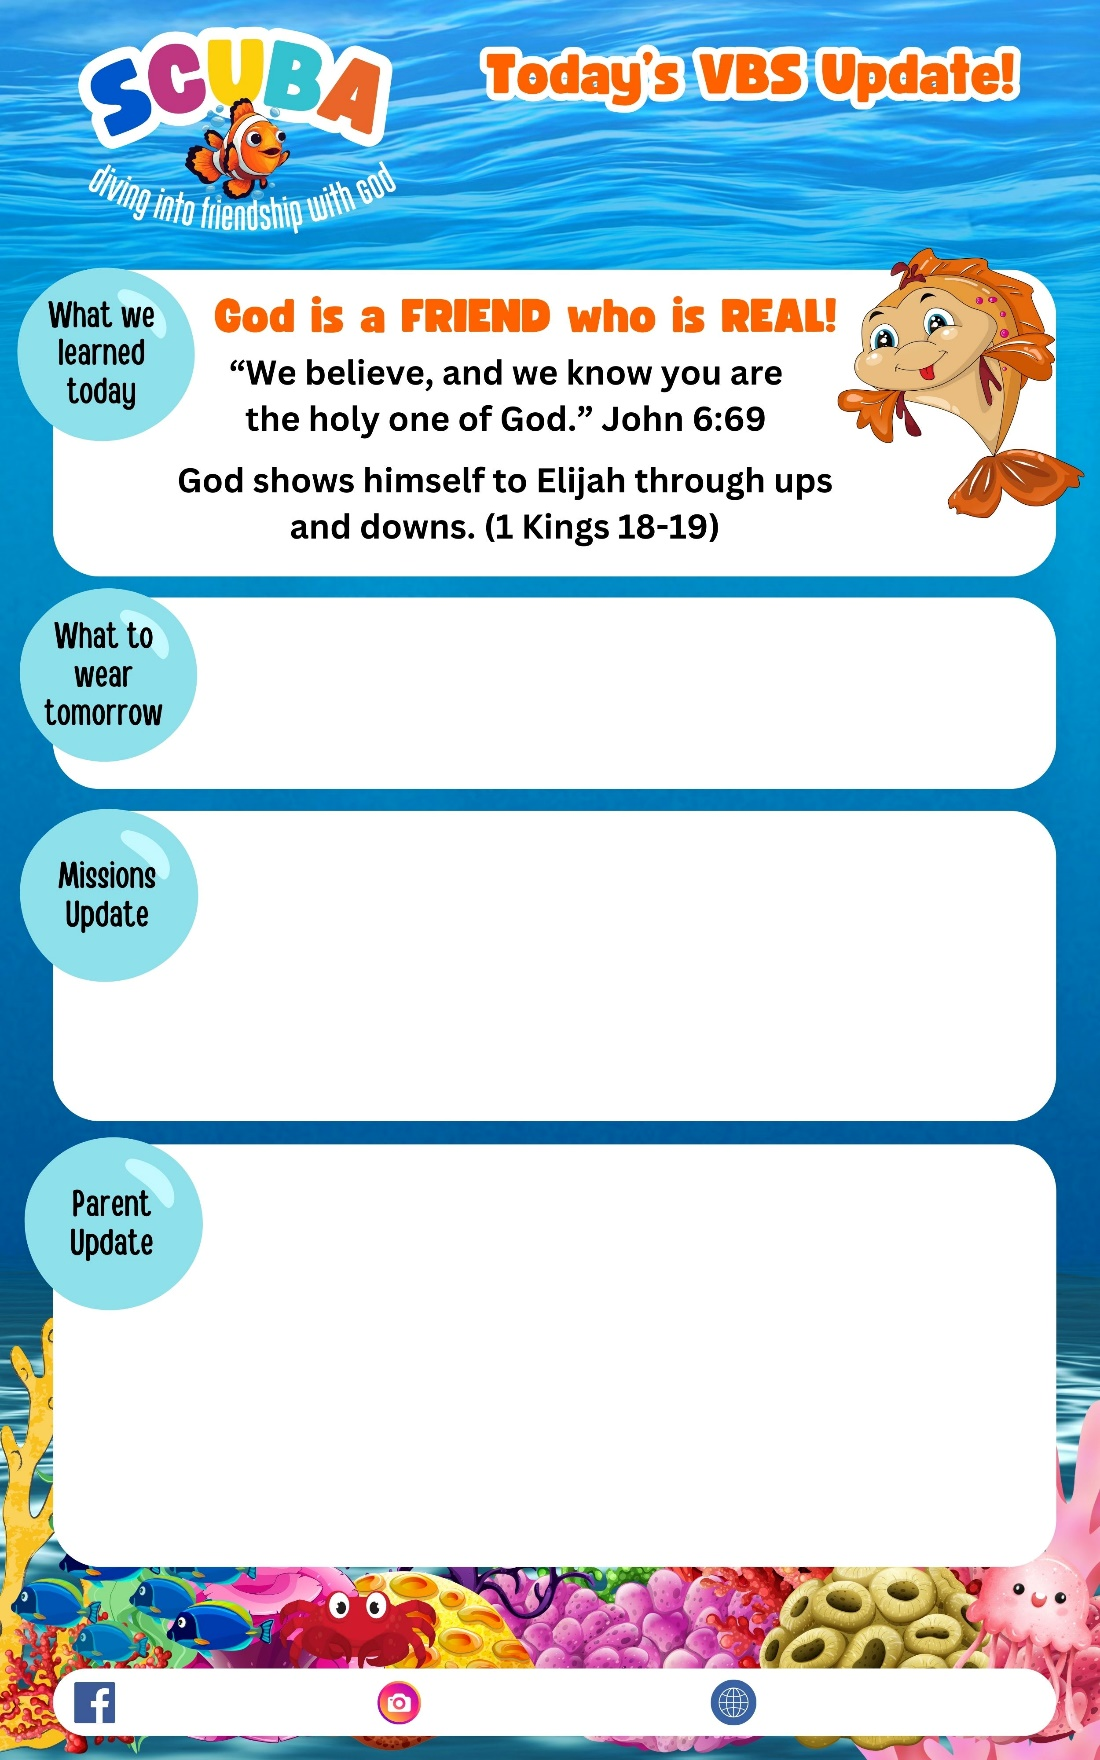 SCUBA
diving into friendship with God
Today's VBS Update!
What we
learned
today
God is a FRIEND who is REAL!
“We believe, and we know you are
the holy one of God.” John 6:69
God shows himself to Elijah through ups
and downs. (1 Kings 18-19)
What to
wear
tomorrow
Missions
Update
Parent
Update